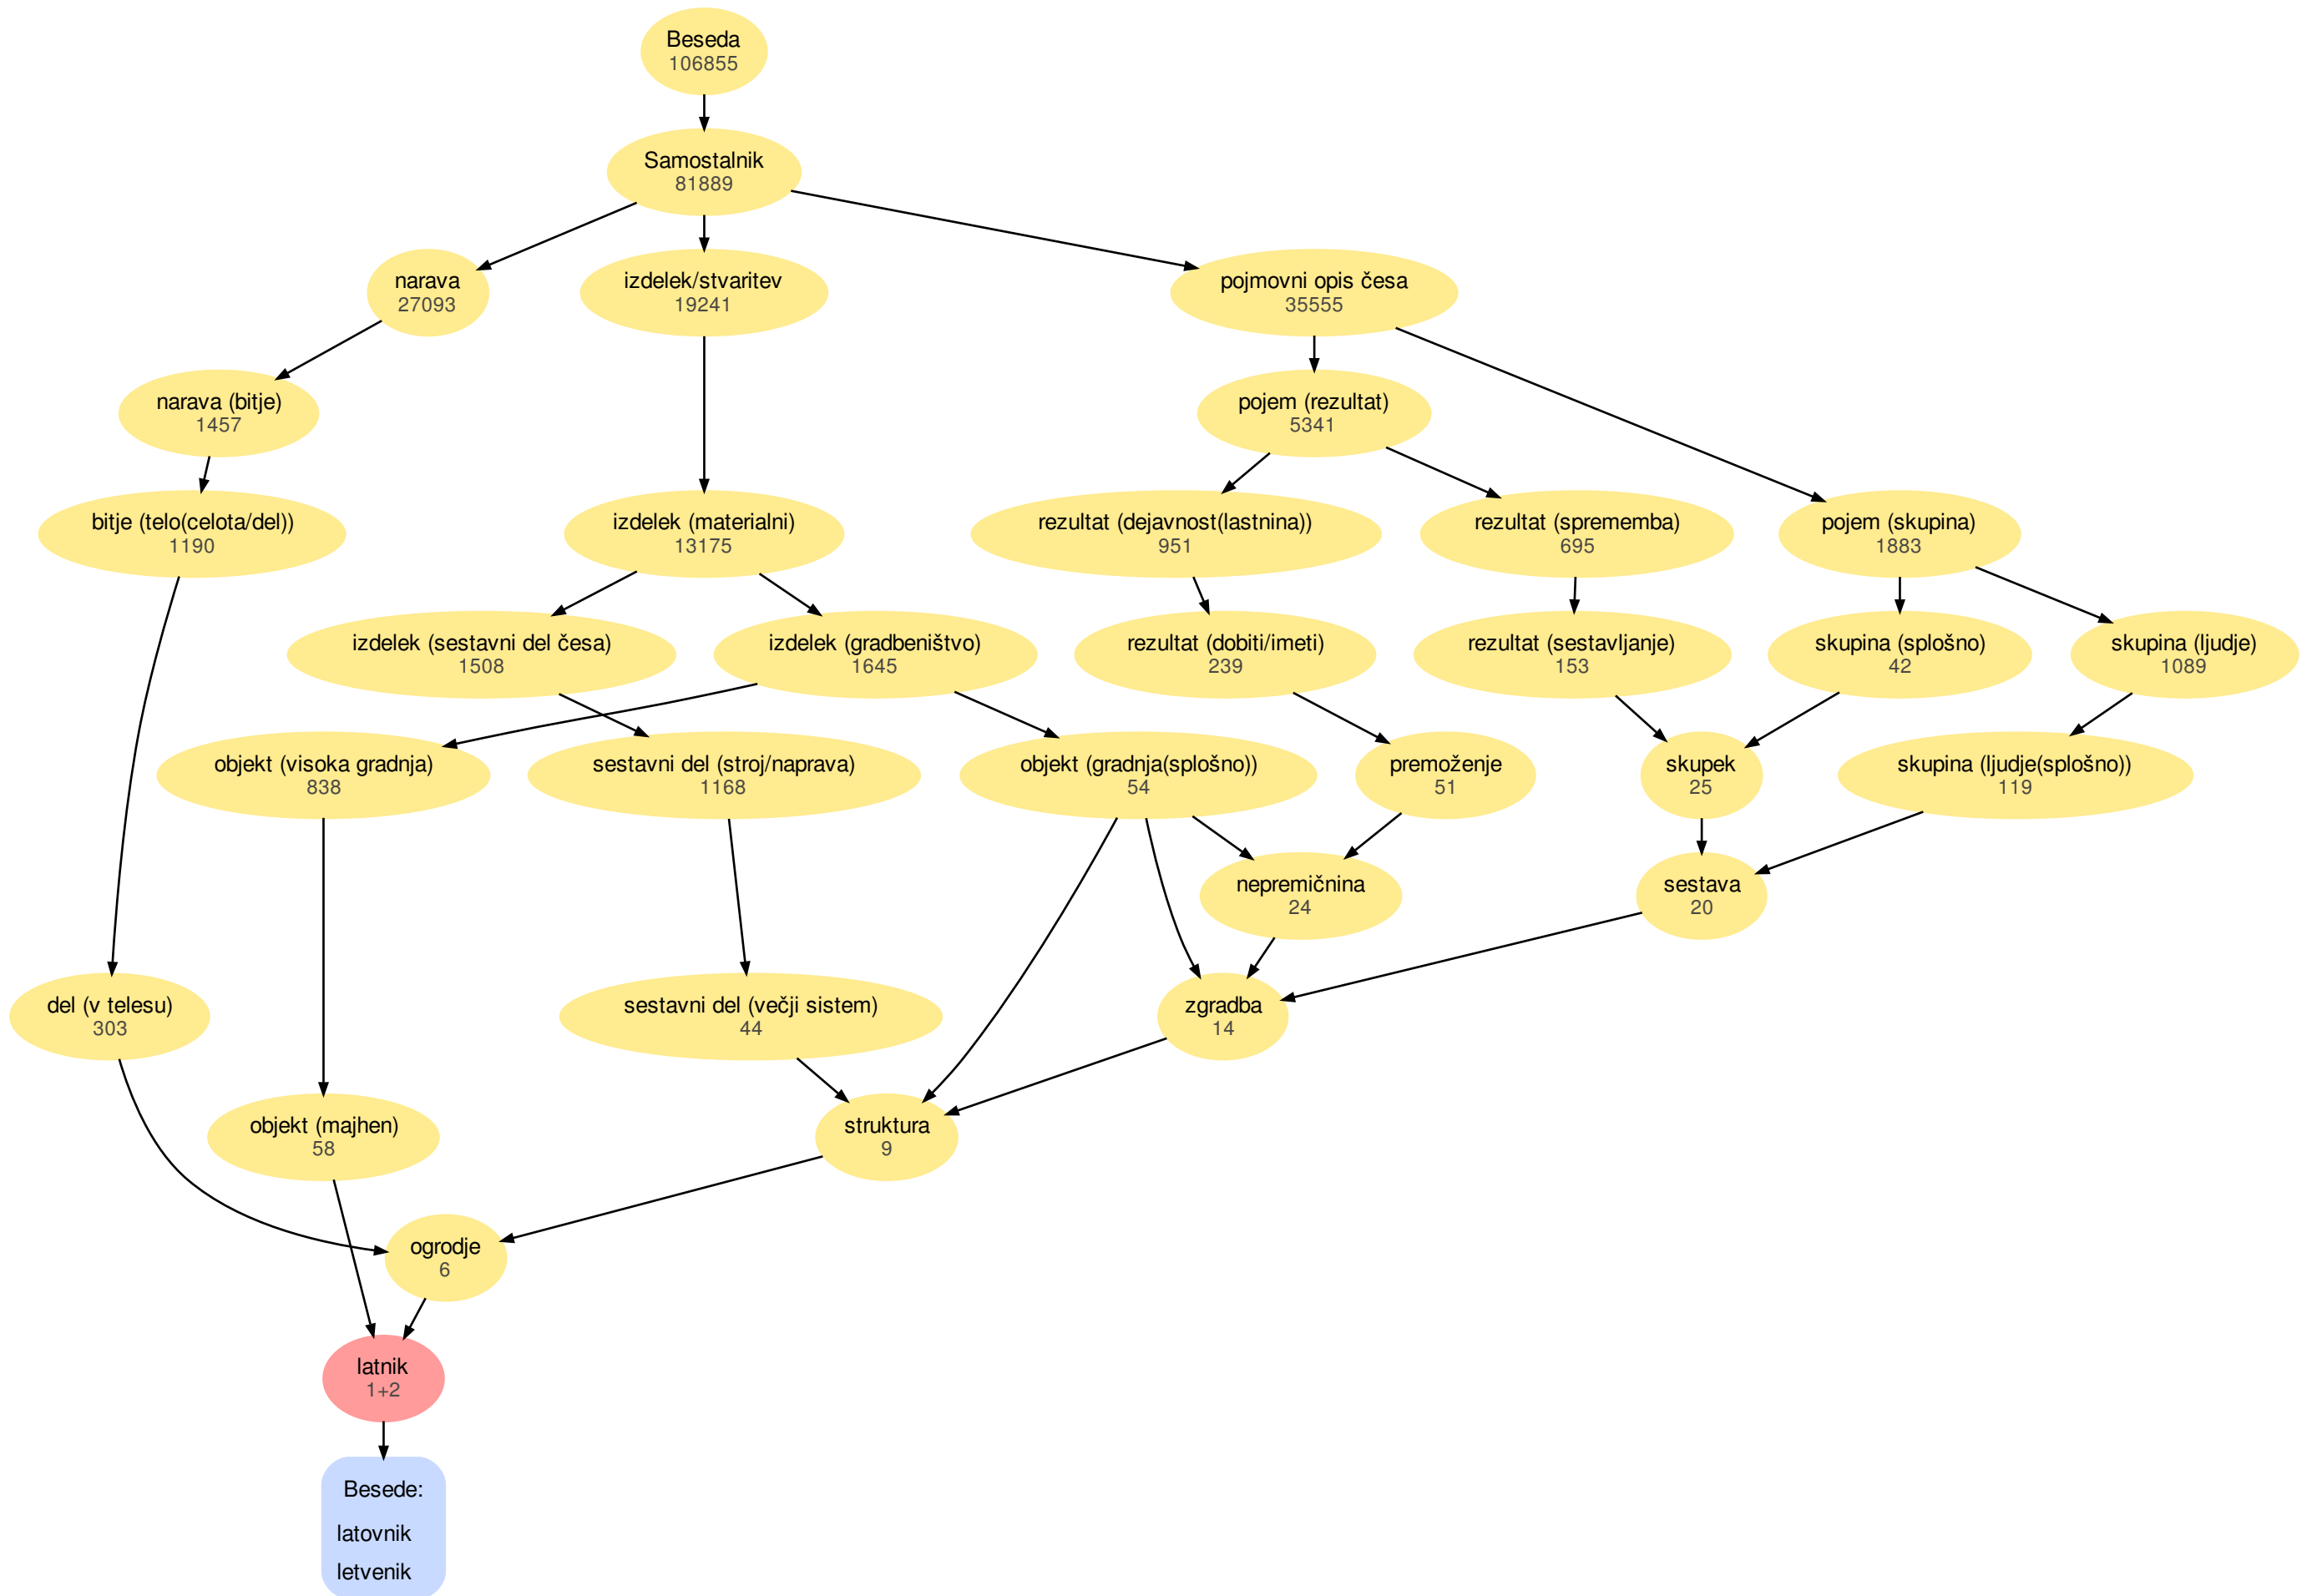 Beseda
106855
Samostalnik
81889
narava
27093
izdelek/stvaritev
19241
pojmovni opis česa
35555
narava (bitje)
1457
pojem (rezultat)
5341
bitje (telo(celota/del))
1190
izdelek (materialni)
13175
rezultat (dejavnost(lastnina))
951
rezultat (sprememba)
695
pojem (skupina)
1883
izdelek (sestavni del česa)
1508
izdelek (gradbeništvo)
1645
rezultat (dobiti/imeti)
239
rezultat (sestavljanje)
153
skupina (splošno)
42
skupina (ljudje)
1089
objekt (visoka gradnja)
838
sestavni del (stroj/naprava)
1168
objekt (gradnja(splošno))
54
premoženje
51
skupek
25
skupina (ljudje(splošno))
119
nepremičnina
24
sestava
20
del (v telesu)
303
sestavni del (večji sistem)
44
zgradba
14
objekt (majhen)
58
struktura
9
ogrodje
6
latnik
1+2
Besede:
latovnik
letvenik